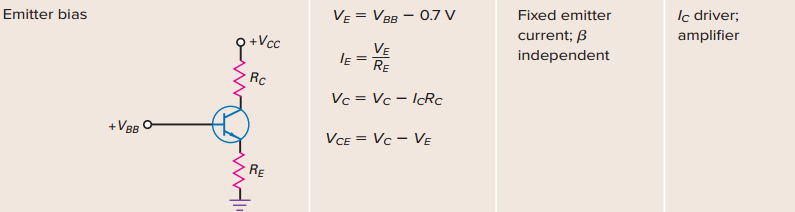 Emitter bias
+VCC
RC
+VBB
RE
VE = VBB − 0.7 V
IE = VE/RE
VC = VC − ICRC
VCE = VC − VE
Fixed emitter
current; β
independent
IC driver;
amplifier